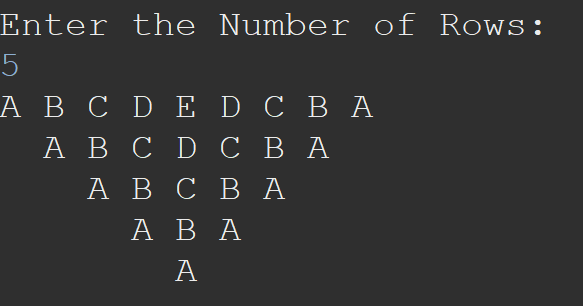 Enter the Number of Rows:
5
A B C D E D C B A
A B C D C B A
A B C B A
A B A
A